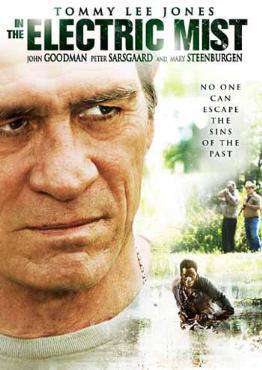 TOMMY LEE JONES
IN THE ELECTRIC MIST
JOHN GOODMAN PETER SARSGAARD AND MARY STEENBURGEN
NO ONE
CAN
ESCAPE
THE
SINS
OF THE
PAST